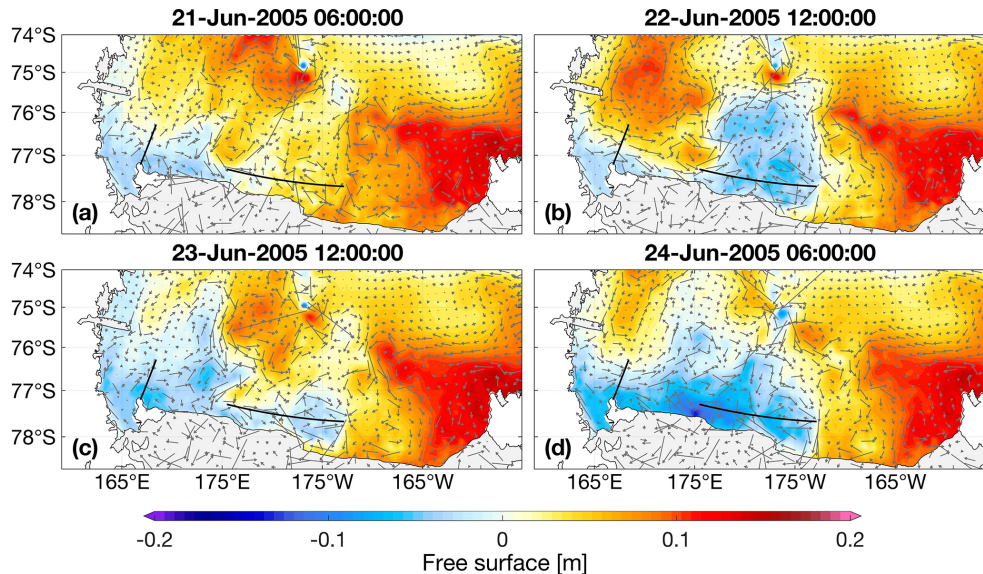 21-Jun-2005 06:00:00
22-Jun-2005 12:00:00
74°S
75°S
76°S
77°S
78°S
(a)
74°S
75°S
76°S
77°S
78°S
(b)
23-Jun-2005 12:00:00
24-Jun-2005 06:00:00
74°S
75°S
76°S
77°S
78°S
(c)
165°E 175°E 175°W 165°W
74°S
75°S
76°S
77°S
78°S
(d)
165°E 175°E 175°W 165°W
-0.2 -0.1 0 0.1 0.2
Free surface [m]